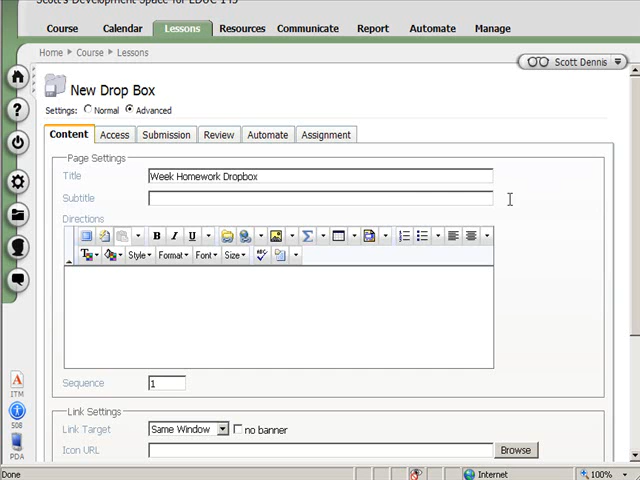 Scott's Development Space for EDUC 145
Course Calendar Lessons Resources Communicate Report Automate Manage
Home > Course > Lessons
Scott Dennis
New Drop Box
Settings: Normal Advanced
Content Access Submission Review Automate Assignment
Page Settings
Title Week Homework Dropbox
Subtitle
Directions
B I U
Style Format Font Size ABC
Sequence 1
Link Settings
Link Target Same Window no banner
Icon URL Browse
ITM
508
PDA
Done Internet 100%